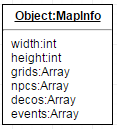 Object:MapInfo
width:int
height:int
grids:Array
npcs:Array
decos:Array
events:Array